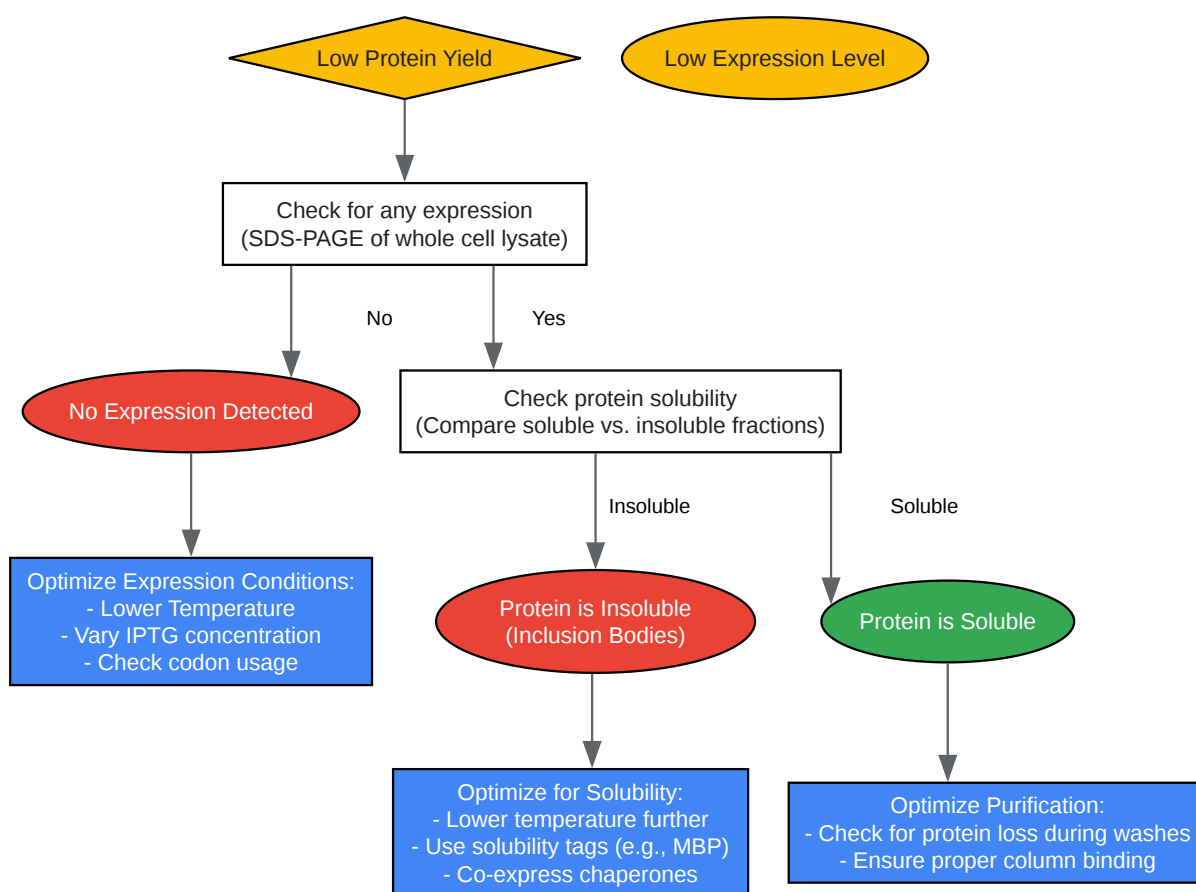 Low Protein Yield
Low Expression Level
Check for any expression
(SDS-PAGE of whole cell lysate)
No
Yes
No Expression Detected
Check protein solubility
(Compare soluble vs. insoluble fractions)
Insoluble
Soluble
Optimize Expression Conditions:
- Lower Temperature
- Vary IPTG concentration
- Check codon usage
Protein is Insoluble
(Inclusion Bodies)
Protein is Soluble
Optimize for Solubility:
- Lower temperature further
- Use solubility tags (e.g., MBP)
- Co-express chaperones
Optimize Purification:
- Check for protein loss during washes
- Ensure proper column binding